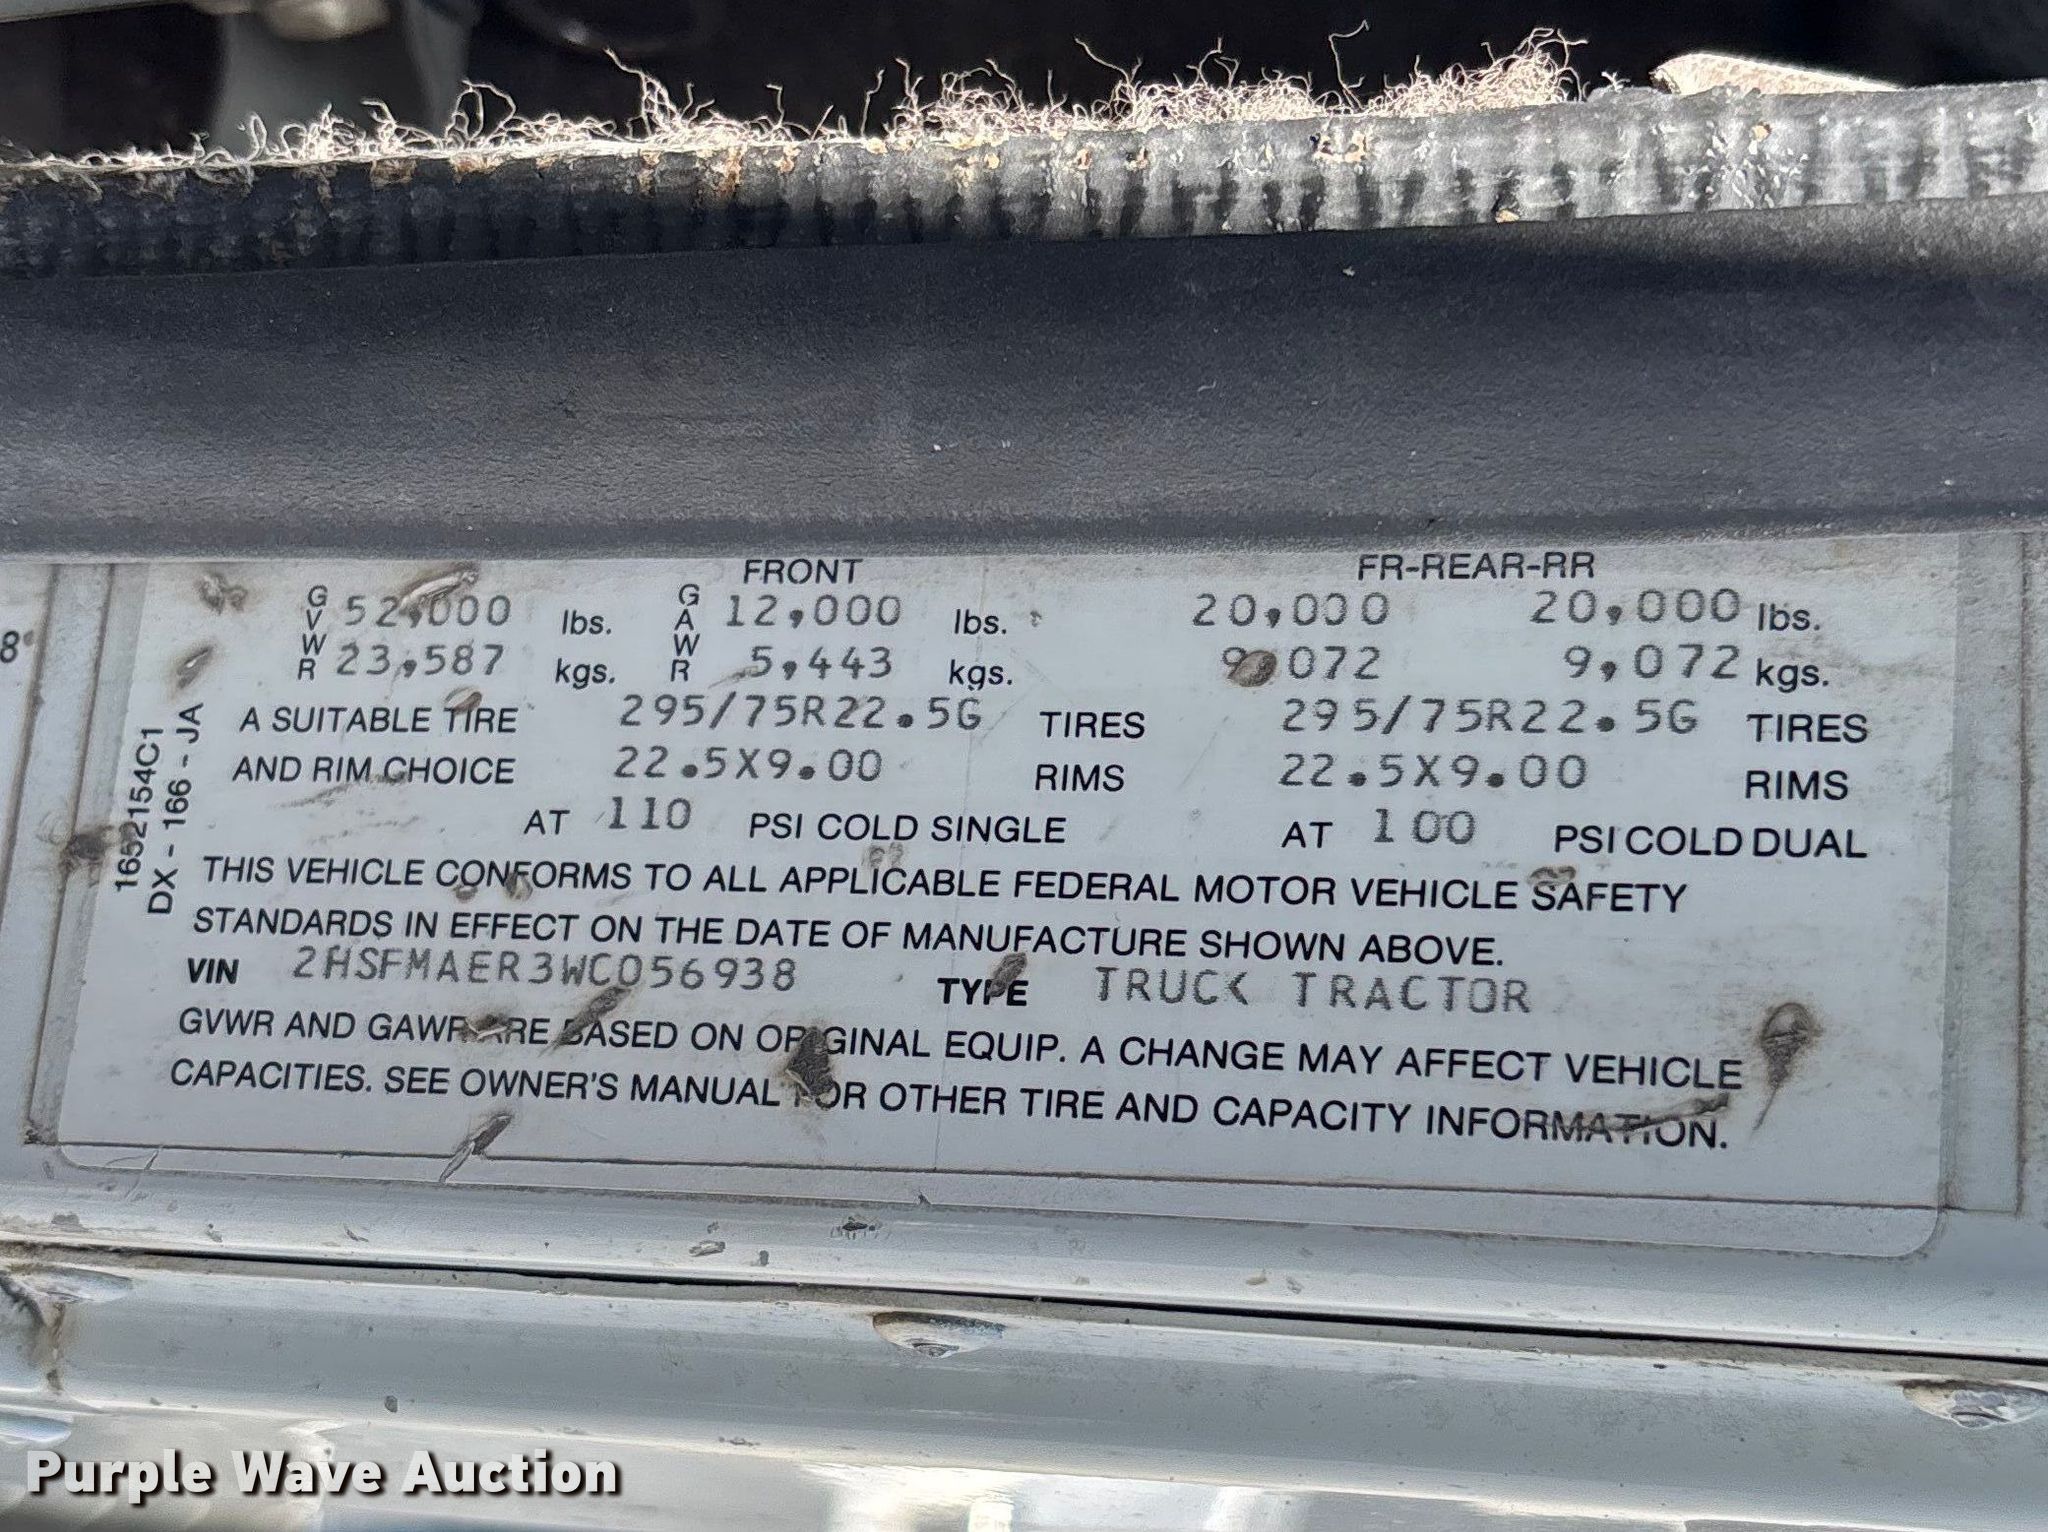 FRONT FR-REAR-RR
GVWR 52,000 lbs. GAWR 12,000 lbs. 20,000 20,000 lbs.
23,587 kgs. 5,443 kgs. 9,072 9,072 kgs.
A SUITABLE TIRE 295/75R22.5G TIRES 295/75R22.5G TIRES
AND RIM CHOICE 22.5X9.00 RIMS 22.5X9.00 RIMS
AT 110 PSI COLD SINGLE AT 100 PSI COLD DUAL
THIS VEHICLE CONFORMS TO ALL APPLICABLE FEDERAL MOTOR VEHICLE SAFETY
STANDARDS IN EFFECT ON THE DATE OF MANUFACTURE SHOWN ABOVE.
VIN 2HSFMAER3WC056938 TYPE TRUCK TRACTOR
GVWR AND GAWR ARE BASED ON ORIGINAL EQUIP. A CHANGE MAY AFFECT VEHICLE
CAPACITIES. SEE OWNER'S MANUAL FOR OTHER TIRE AND CAPACITY INFORMATION.
1652154C1
DX - 166 - JA
8
Purple Wave Auction